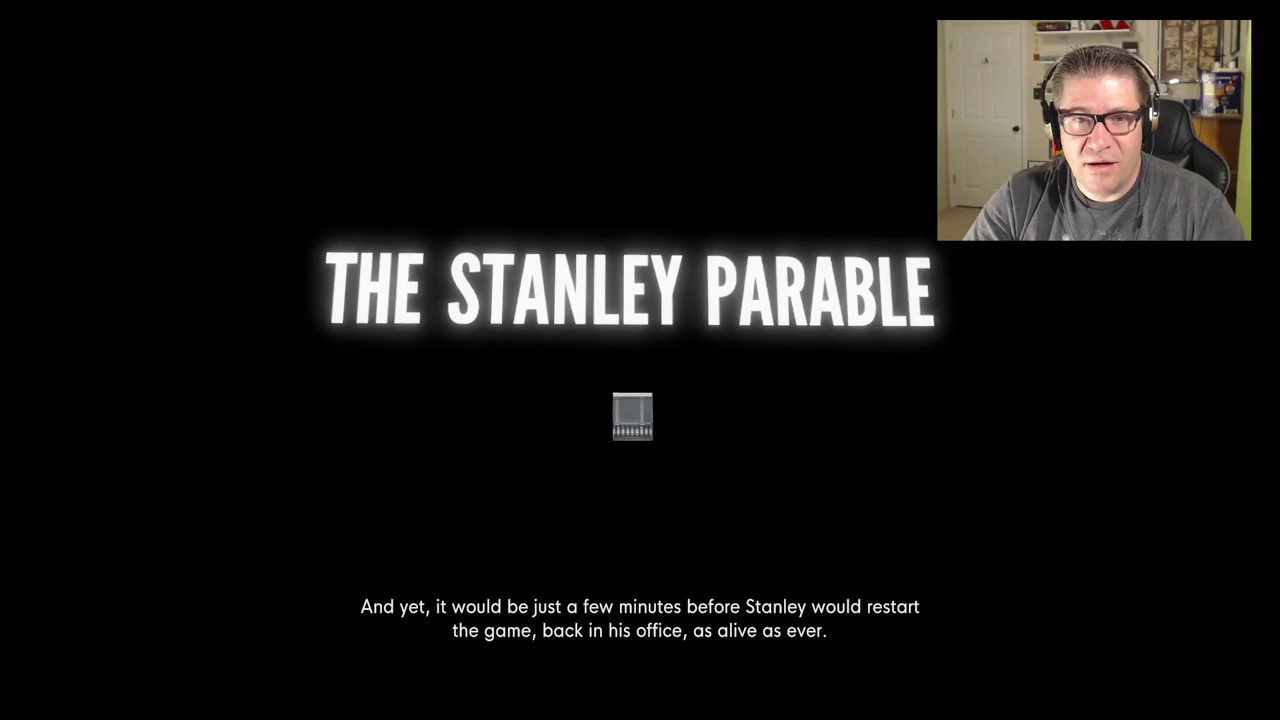 THE STANLEY PARABLE
And yet, it would be just a few minutes before Stanley would restart
the game, back in his office, as alive as ever.